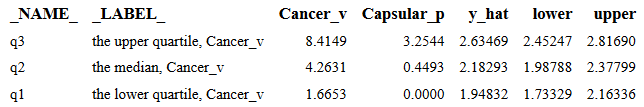 _NAME_ _LABEL_ Cancer_v Capsular_p y_hat lower upper
q3 the upper quartile, Cancer_v 8.4149 3.2544 2.63469 2.45247 2.81690
q2 the median, Cancer_v 4.2631 0.4493 2.18293 1.98788 2.37799
q1 the lower quartile, Cancer_v 1.6653 0.0000 1.94832 1.73329 2.16336